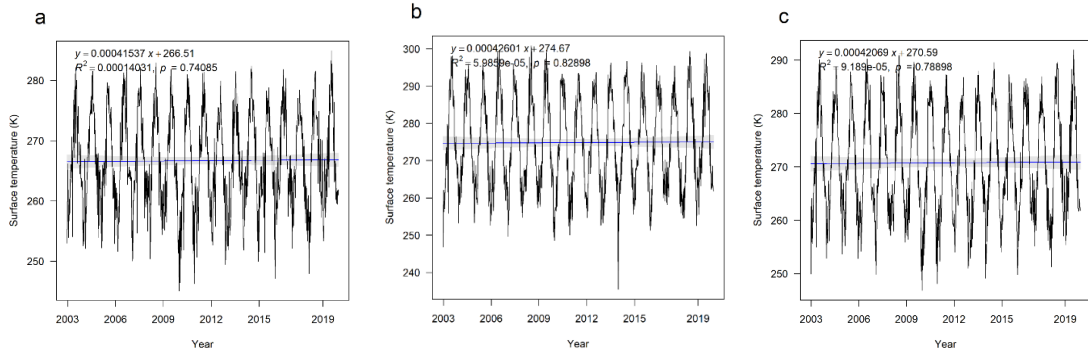 a
y = 0.00041537 x + 266.51
R² = 0.00014031, p = 0.74085
Surface temperature (K)
280
270
260
250
2003 2006 2009 2012 2015 2019
Year
b
y = 0.00042601 x + 274.67
R² = 5.9859e-05, p = 0.82898
Surface temperature (K)
300
290
280
270
260
250
240
2003 2006 2009 2012 2015 2019
Year
c
y = 0.00042069 x + 270.59
R² = 9.189e-05, p = 0.78898
Surface temperature (K)
290
280
270
260
250
2003 2006 2009 2012 2015 2019
Year